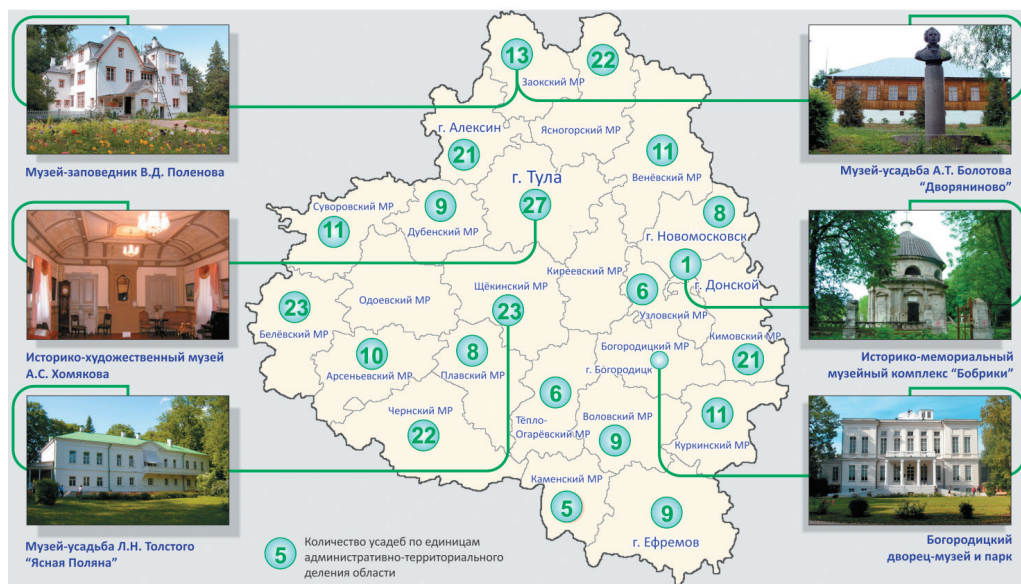 Музей-заповедник В.Д. Поленова
Историко-художественный музей
А.С. Хомякова
Музей-усадьба Л.Н. Толстого
“Ясная Поляна”
13
22
Заокский МР
г. Алексин
Ясногорский МР
21
11
г. Тула
Венёвский МР
Суворовский МР
9
27
8
11
Дубенский МР
г. Новомосковск
1
Киреевский МР
Щёкинский МР
6
г. Донской
23
Одоевский МР
23
Узловский МР
Белёвский МР
Кимовский МР
Богородицкий МР
21
10
8
Арсеньевский МР
Плавский МР
г. Богородицк
6
Чернский МР
11
22
Тёпло-
Огарёвский МР
Воловский МР
9
Куркинский МР
Каменский МР
5
9
г. Ефремов
5
Количество усадеб по единицам
административно-территориального
деления области
Музей-усадьба А.Т. Болотова
“Дворяниново”
Историко-мемориальный
музейный комплекс “Бобрики”
Богородицкий
дворец-музей и парк